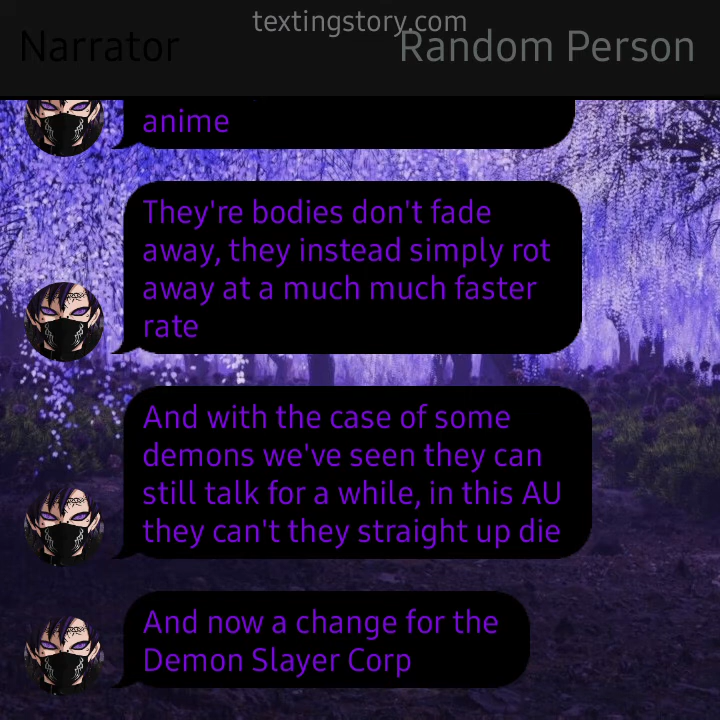 textingstory.com
Narrator
Random Person
anime
They're bodies don't fade
away, they instead simply rot
away at a much much faster
rate
And with the case of some
demons we've seen they can
still talk for a while, in this AU
they can't they straight up die
And now a change for the
Demon Slayer Corp